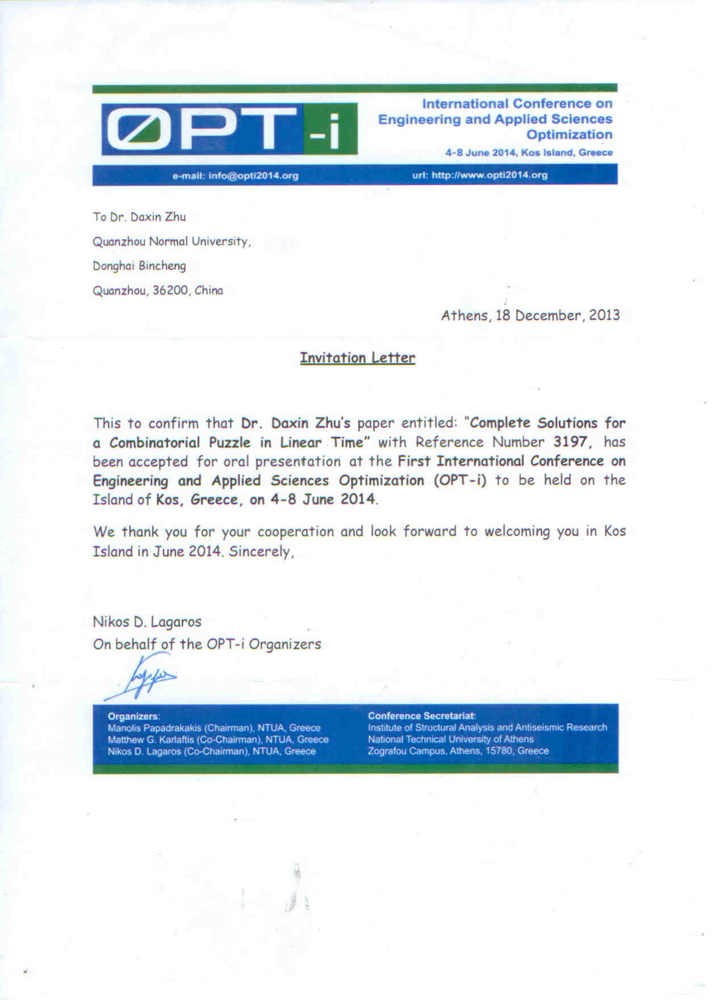 OPT-i
International Conference on
Engineering and Applied Sciences
Optimization
4-8 June 2014, Kos Island, Greece
e-mail: info@opti2014.org url: http://www.opti2014.org
To Dr. Daxin Zhu
Quanzhou Normal University,
Donghai Bincheng
Quanzhou, 36200, China
Athens, 18 December, 2013
Invitation Letter
This to confirm that Dr. Daxin Zhu's paper entitled: "Complete Solutions for
a Combinatorial Puzzle in Linear Time" with Reference Number 3197, has
been accepted for oral presentation at the First International Conference on
Engineering and Applied Sciences Optimization (OPT-i) to be held on the
Island of Kos, Greece, on 4-8 June 2014.
We thank you for your cooperation and look forward to welcoming you in Kos
Island in June 2014. Sincerely,
Nikos D. Lagaros
On behalf of the OPT-i Organizers
Organizers:
Manolis Papadrakakis (Chairman), NTUA, Greece
Matthew G. Karlaftis (Co-Chairman), NTUA, Greece
Nikos D. Lagaros (Co-Chairman), NTUA, Greece
Conference Secretariat:
Institute of Structural Analysis and Antiseismic Research
National Technical University of Athens
Zografou Campus, Athens, 15780, Greece